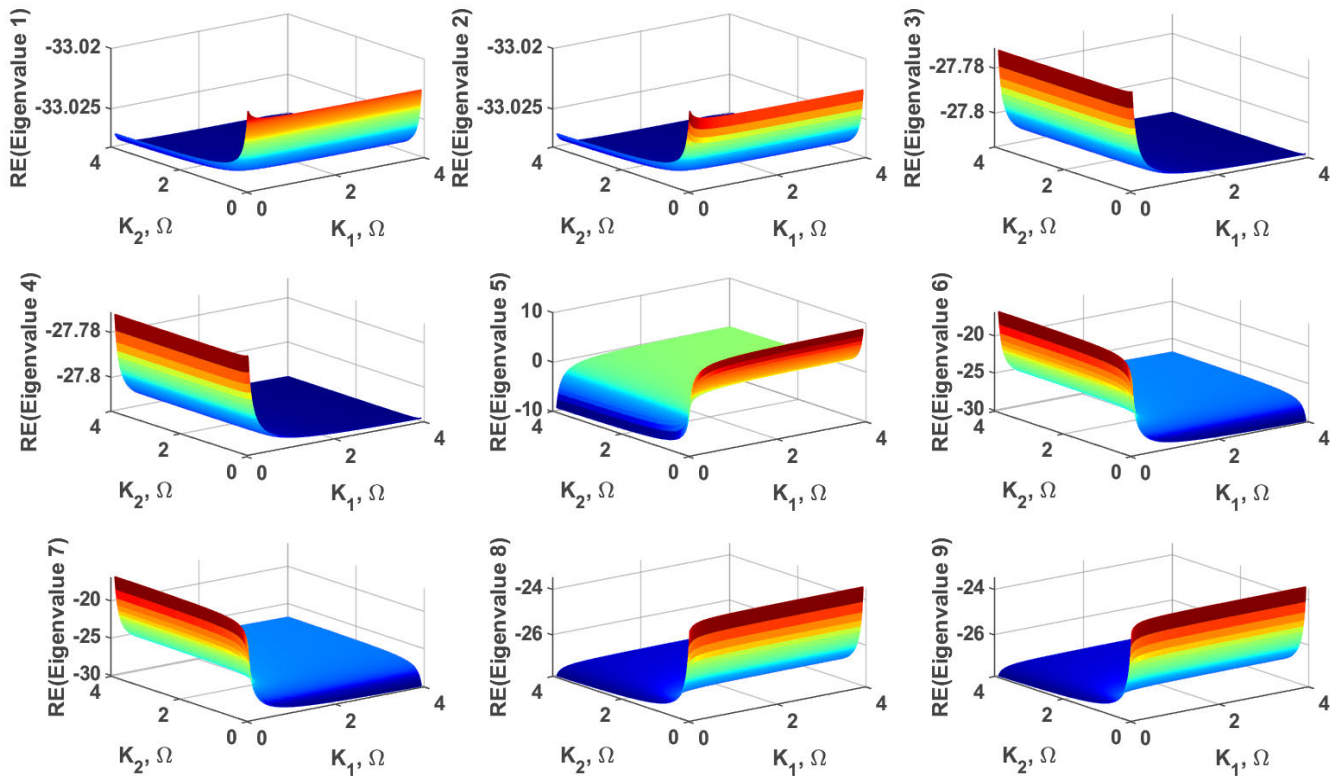 RE(Eigenvalue 1)
-33.02
-33.025
4
2
0
K2, Ω
0
2
4
K1, Ω
RE(Eigenvalue 2)
-33.02
-33.025
4
2
0
K2, Ω
0
2
4
K1, Ω
RE(Eigenvalue 3)
-27.78
-27.8
4
2
0
K2, Ω
0
2
4
K1, Ω
RE(Eigenvalue 4)
-27.78
-27.8
4
2
0
K2, Ω
0
2
4
K1, Ω
RE(Eigenvalue 5)
10
0
-10
4
2
0
K2, Ω
0
2
4
K1, Ω
RE(Eigenvalue 6)
-20
-25
-30
4
2
0
K2, Ω
0
2
4
K1, Ω
RE(Eigenvalue 7)
-20
-25
-30
4
2
0
K2, Ω
0
2
4
K1, Ω
RE(Eigenvalue 8)
-24
-26
4
2
0
K2, Ω
0
2
4
K1, Ω
RE(Eigenvalue 9)
-24
-26
4
2
0
K2, Ω
0
2
4
K1, Ω